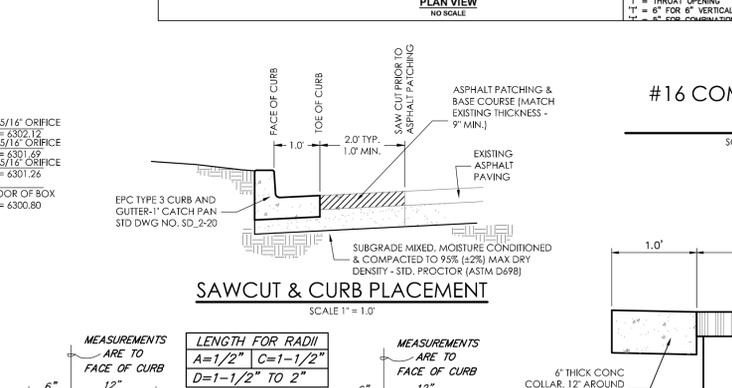 PLAN VIEW
NO SCALE
'T' = THROAT OPENING
'T' = 6" FOR 6" VERTICAL
'T' = 5" FOR COMBINATION
5/16" ORIFICE
= 6302.12
5/16" ORIFICE
= 6301.69
5/16" ORIFICE
= 6301.26
OOR OF BOX
= 6300.80
FACE OF CURB
TOE OF CURB
SAW CUT PRIOR TO
ASPHALT PATCHING
1.0'
2.0' TYP.
1.0' MIN.
ASPHALT PATCHING &
BASE COURSE (MATCH
EXISTING THICKNESS -
9" MIN.)
EXISTING
ASPHALT
PAVING
EPC TYPE 3 CURB AND
GUTTER-1' CATCH PAN
STD DWG NO. SD_2-20
SUBGRADE MIXED, MOISTURE CONDITIONED
& COMPACTED TO 95% (±2%) MAX DRY
DENSITY - STD. PROCTOR (ASTM D698)
SAWCUT & CURB PLACEMENT
SCALE 1" = 1.0'
#16 COM
SC
1.0'
6" THICK CONC
COLLAR, 12" AROUND
MEASUREMENTS
ARE TO
FACE OF CURB
6"
12"
LENGTH FOR RADII
A=1/2" C=1-1/2"
D=1-1/2" TO 2"
MEASUREMENTS
ARE TO
FACE OF CURB
12"